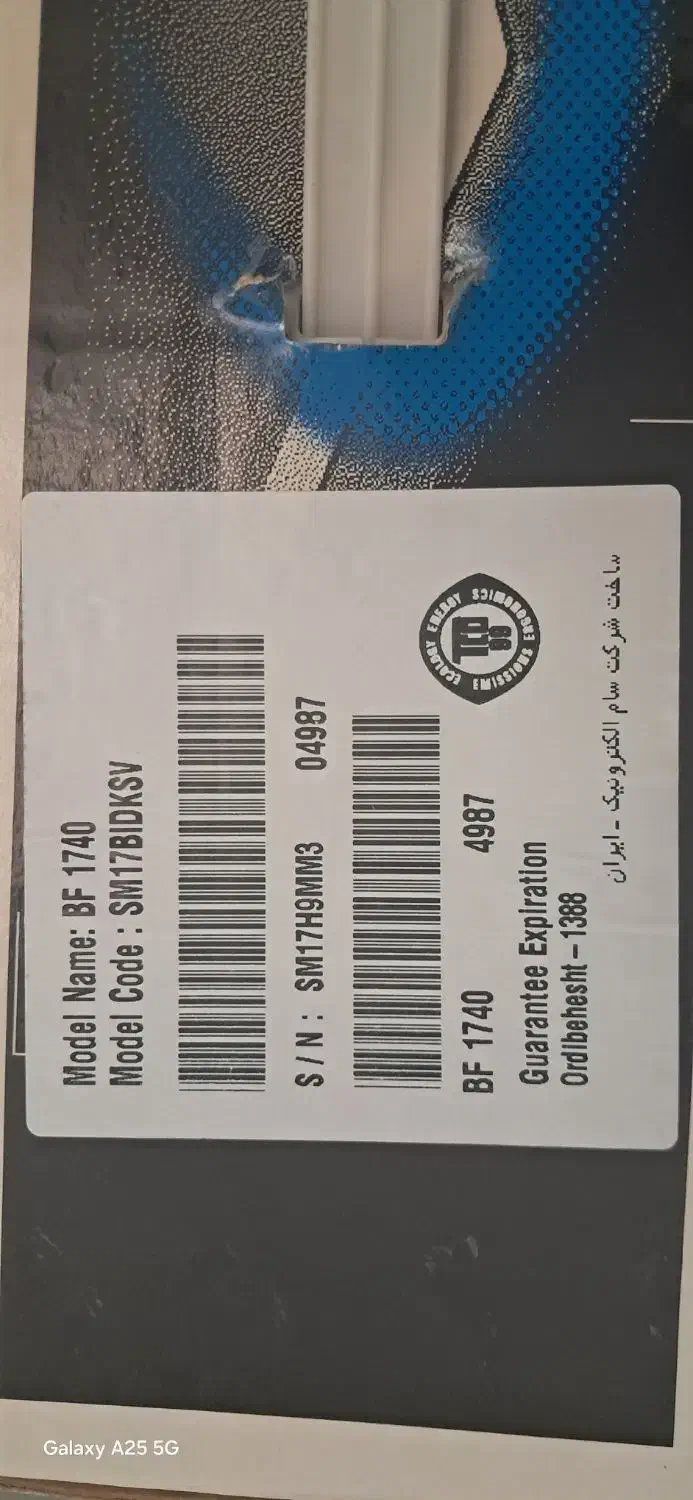 Model Name: BF 1740
Model Code : SM17BIDKSV
S / N : SM17H9MM3 04987
BF 1740 4987
ECOLOGY ENERGY
EMISSIONS ERGONOMICS
TCO
99
Guarantee Expiration
Ordibehesht – 1388
ساخت شرکت سام الکترونیک - ایران
Galaxy A25 5G